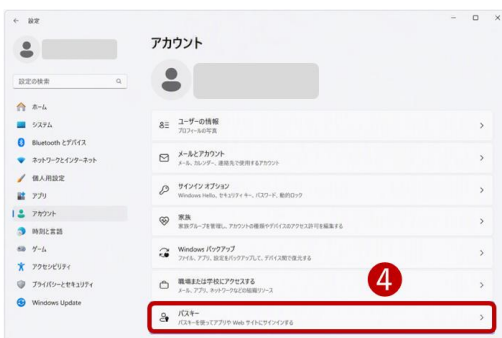 ← 設定
アカウント
設定の検索
ホーム
システム
Bluetooth とデバイス
ネットワークとインターネット
個人用設定
アプリ
アカウント
時刻と言語
ゲーム
アクセシビリティ
プライバシーとセキュリティ
Windows Update
ユーザーの情報
プロフィールの写真
メールとアカウント
メール、カレンダー、連絡先で使用するアカウント
サインイン オプション
Windows Hello、セキュリティ キー、パスワード、動的ロック
家族
家族グループを管理し、アカウントの種類やデバイスのアクセス許可を編集する
Windows バックアップ
ファイル、アプリ、設定をバックアップして、デバイス間で復元する
職場または学校にアクセスする
メール、アプリ、ネットワークなどの組織リソース
4
パスキー
パスキーを使ってアプリや Web サイトにサインインする